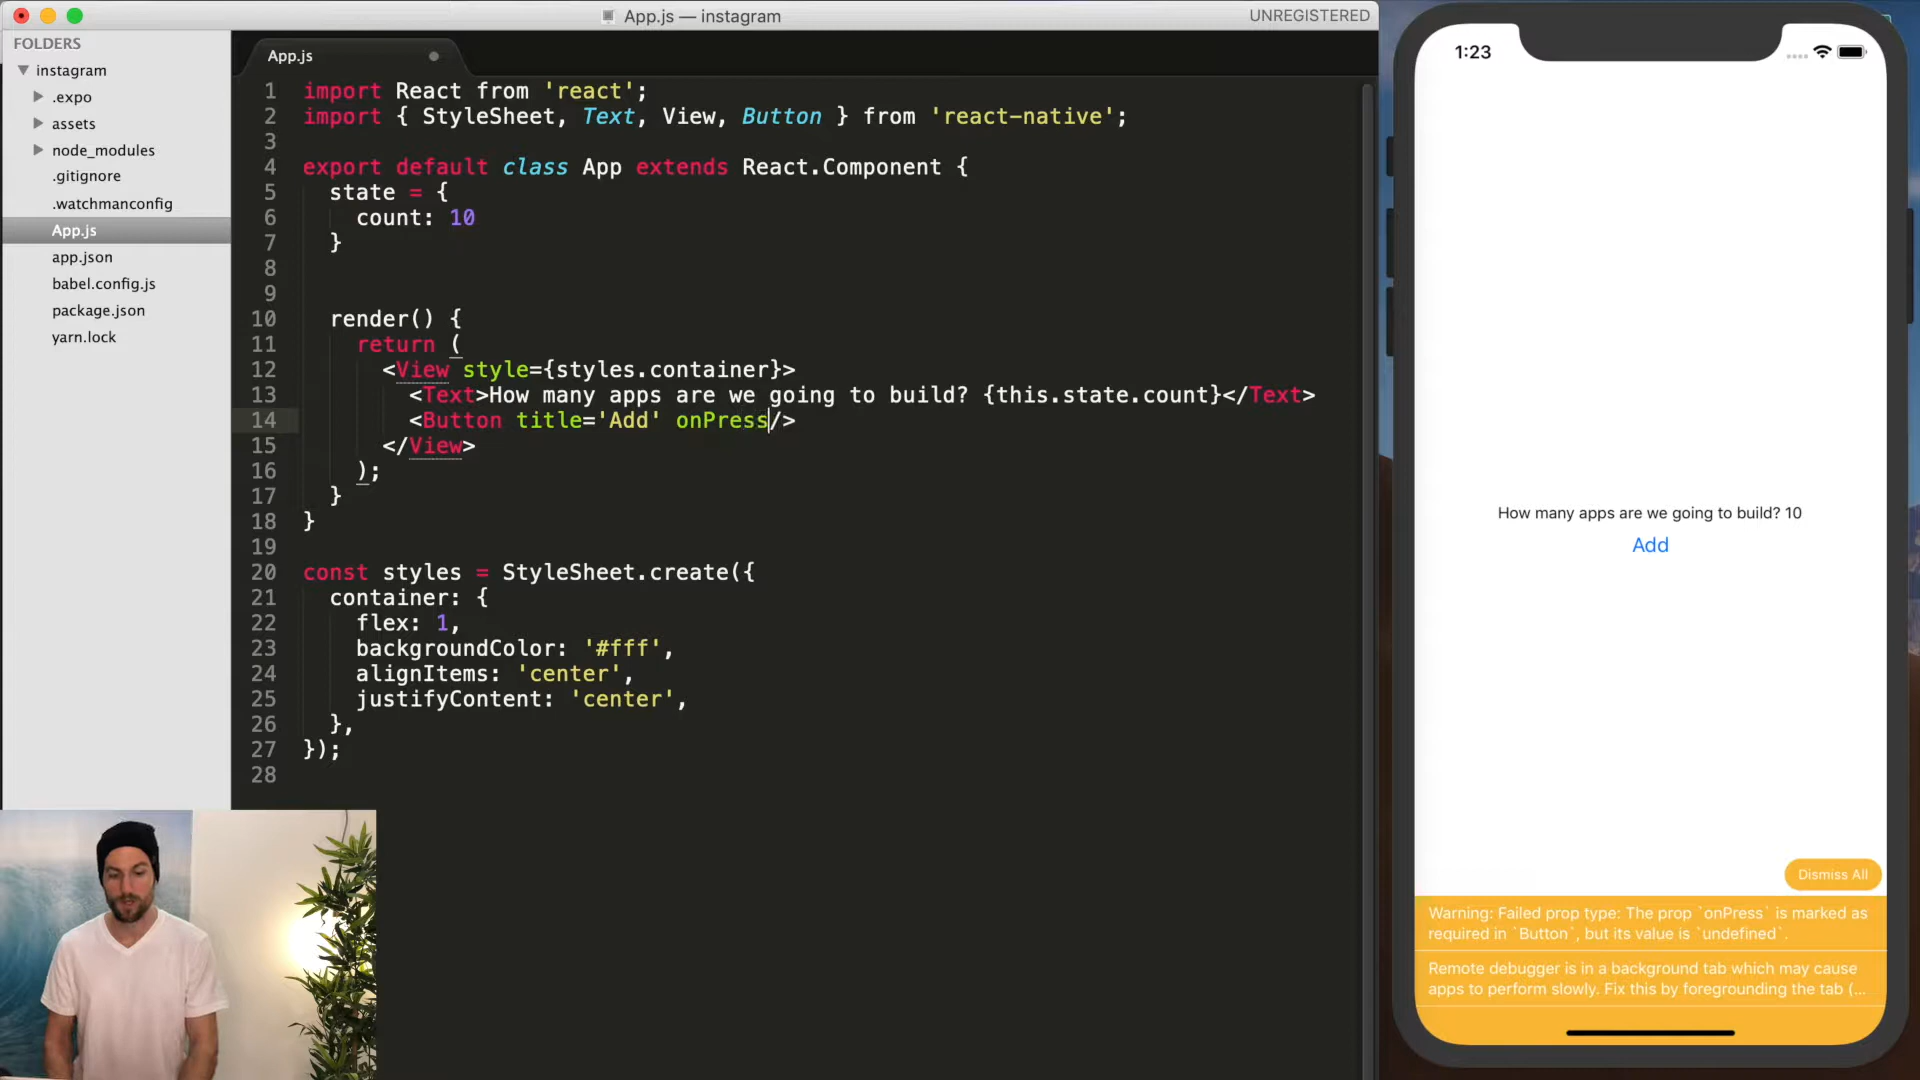 App.js — instagram
UNREGISTERED
FOLDERS
instagram
.expo
assets
node_modules
.gitignore
.watchmanconfig
App.js
app.json
babel.config.js
package.json
yarn.lock
App.js
1 import React from 'react';
2 import { StyleSheet, Text, View, Button } from 'react-native';
3
4 export default class App extends React.Component {
5 state = {
6 count: 10
7 }
8
9
10 render() {
11 return (
12 <View style={styles.container}>
13 <Text>How many apps are we going to build? {this.state.count}</Text>
14 <Button title='Add' onPress/>
15 </View>
16 );
17 }
18 }
19
20 const styles = StyleSheet.create({
21 container: {
22 flex: 1,
23 backgroundColor: '#fff',
24 alignItems: 'center',
25 justifyContent: 'center',
26 },
27 });
28
1:23
How many apps are we going to build? 10
Add
Dismiss All
Warning: Failed prop type: The prop `onPress` is marked as
required in `Button`, but its value is `undefined`.
Remote debugger is in a background tab which may cause
apps to perform slowly. Fix this by foregrounding the tab (...